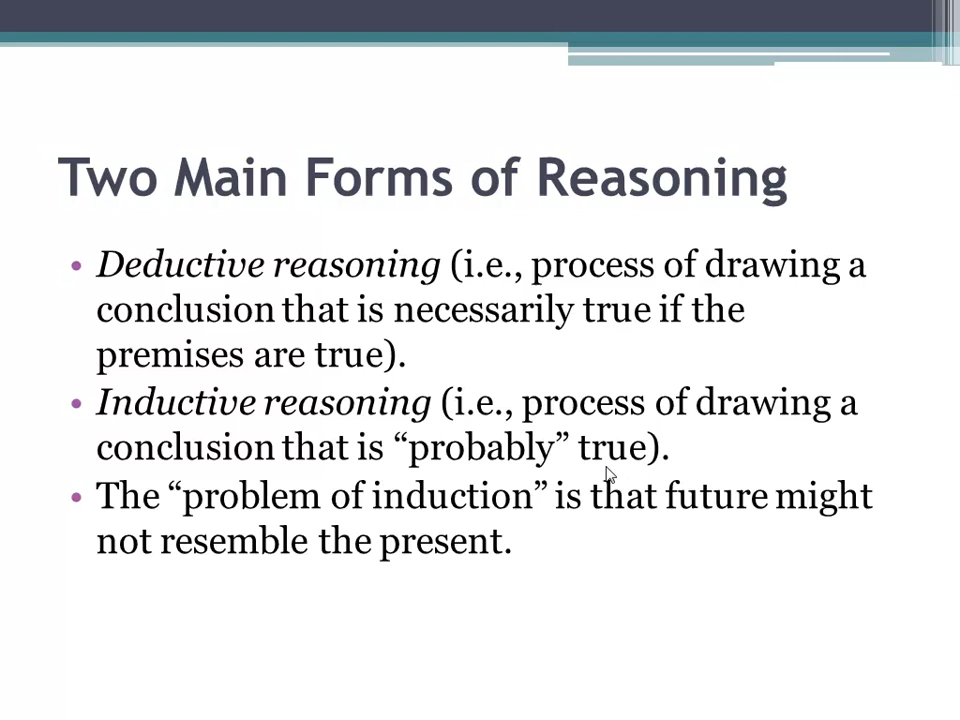 Two Main Forms of Reasoning
• Deductive reasoning (i.e., process of drawing a
conclusion that is necessarily true if the
premises are true).
• Inductive reasoning (i.e., process of drawing a
conclusion that is “probably” true).
• The “problem of induction” is that future might
not resemble the present.